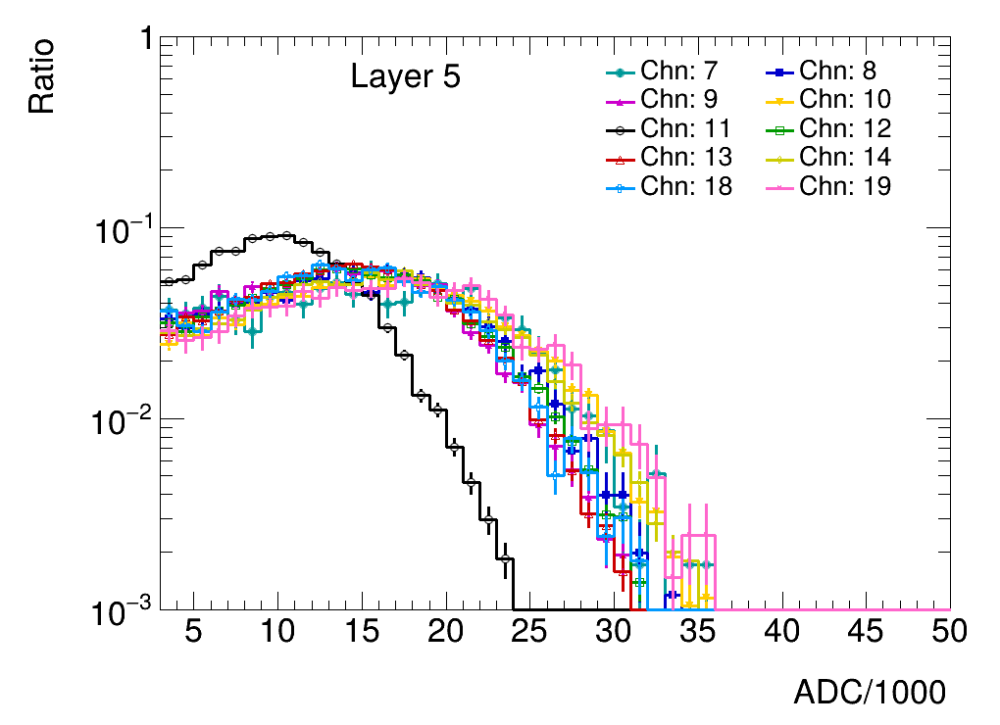 Ratio
Layer 5
Chn: 7 Chn: 8
Chn: 9 Chn: 10
Chn: 11 Chn: 12
Chn: 13 Chn: 14
Chn: 18 Chn: 19
1
10⁻¹
10⁻²
10⁻³
5 10 15 20 25 30 35 40 45 50
ADC/1000